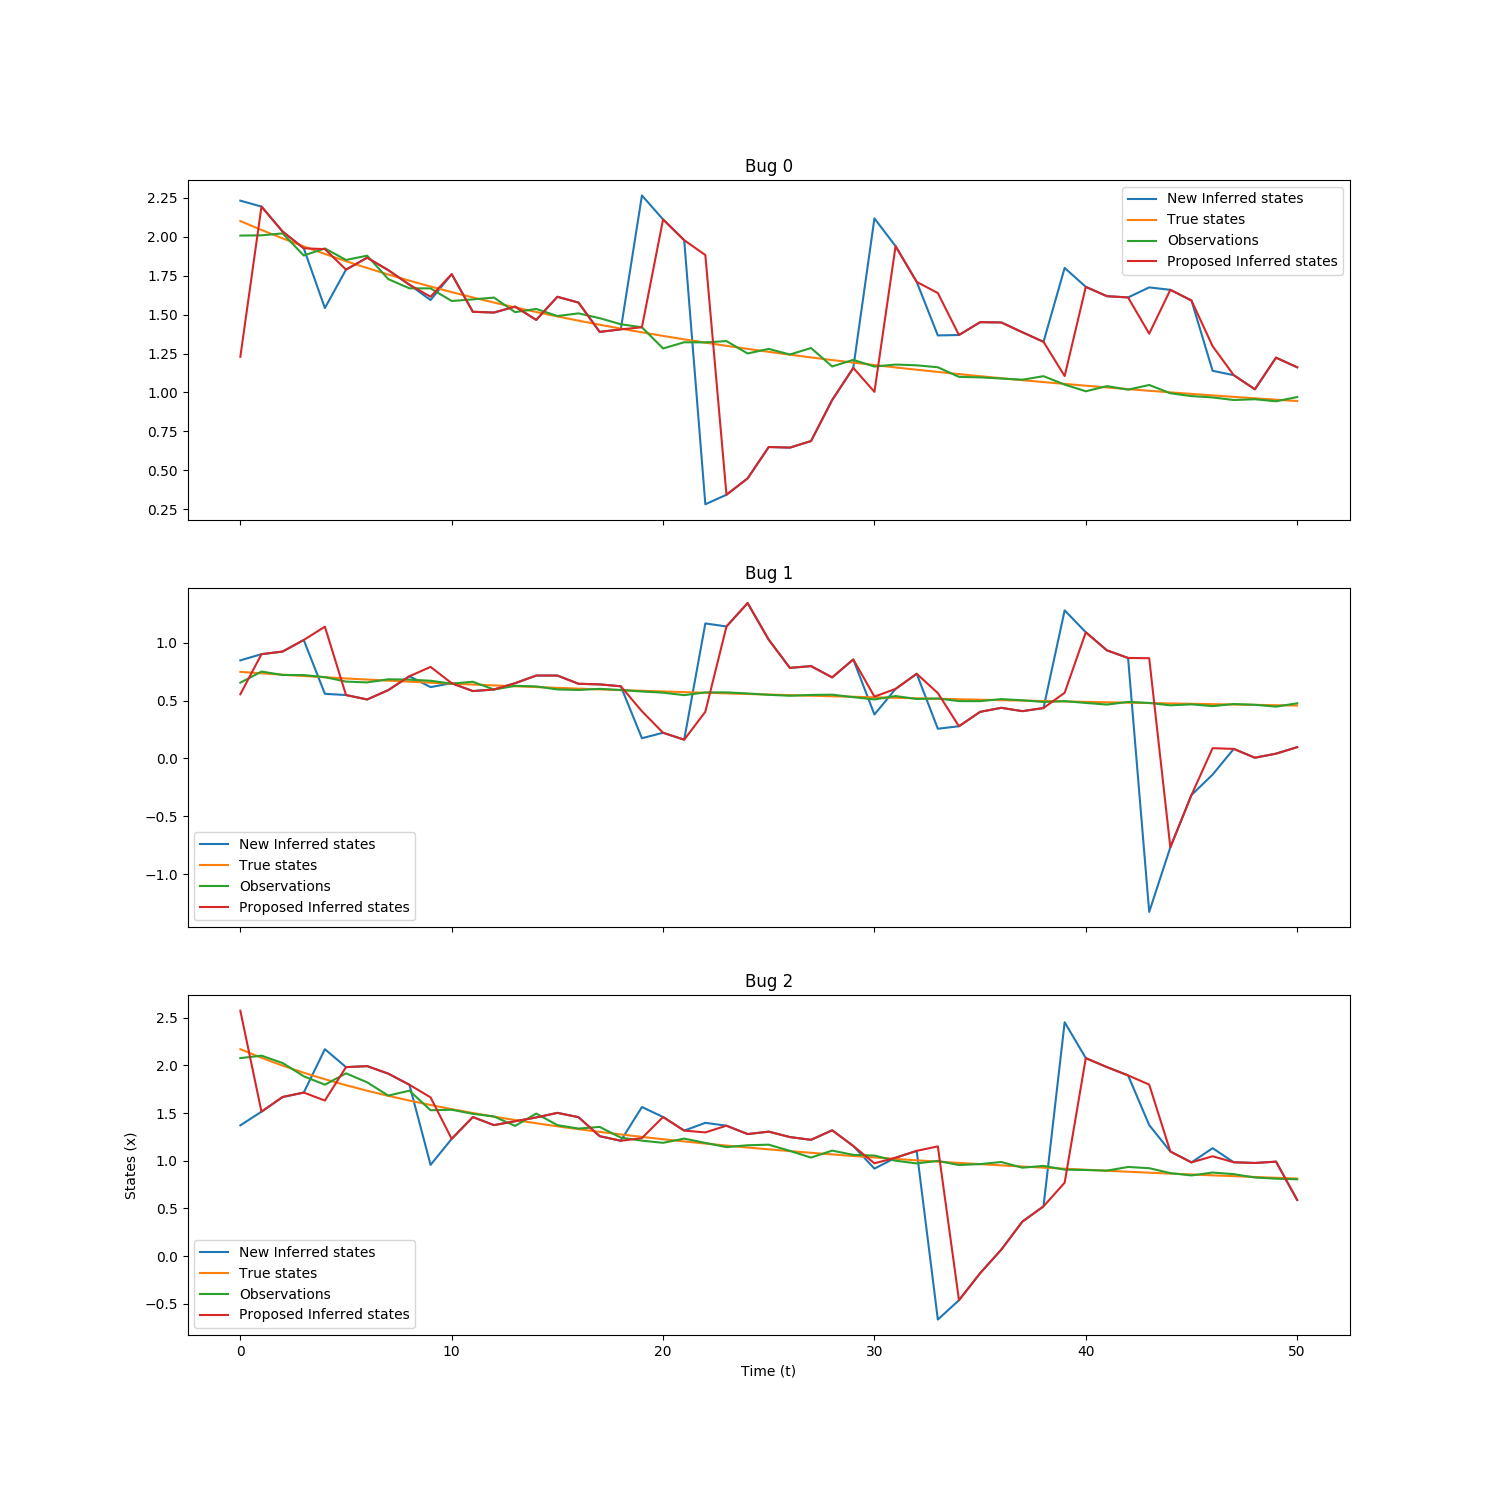 Bug 0
2.25
2.00
1.75
1.50
1.25
1.00
0.75
0.50
0.25
New Inferred states
True states
Observations
Proposed Inferred states
Bug 1
1.0
0.5
0.0
−0.5
−1.0
New Inferred states
True states
Observations
Proposed Inferred states
Bug 2
2.5
2.0
1.5
1.0
0.5
0.0
−0.5
States (x)
New Inferred states
True states
Observations
Proposed Inferred states
0 10 20 30 40 50
Time (t)